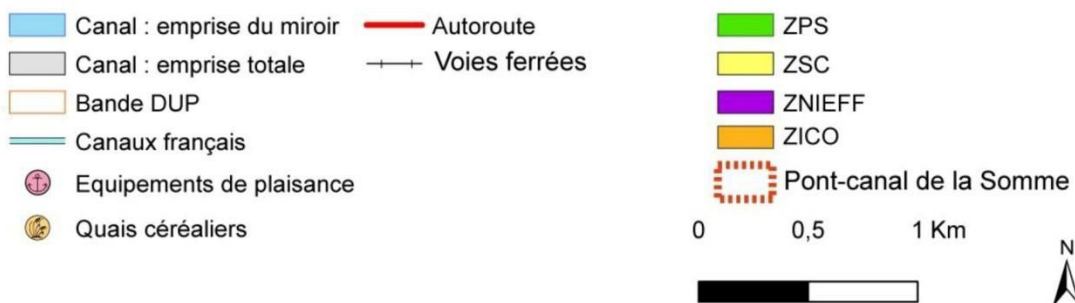 Canal : emprise du miroir
Canal : emprise totale
Bande DUP
Canaux français
Equipements de plaisance
Quais céréaliers
Autoroute
Voies ferrées
ZPS
ZSC
ZNIEFF
ZICO
Pont-canal de la Somme
0 0,5 1 Km
N